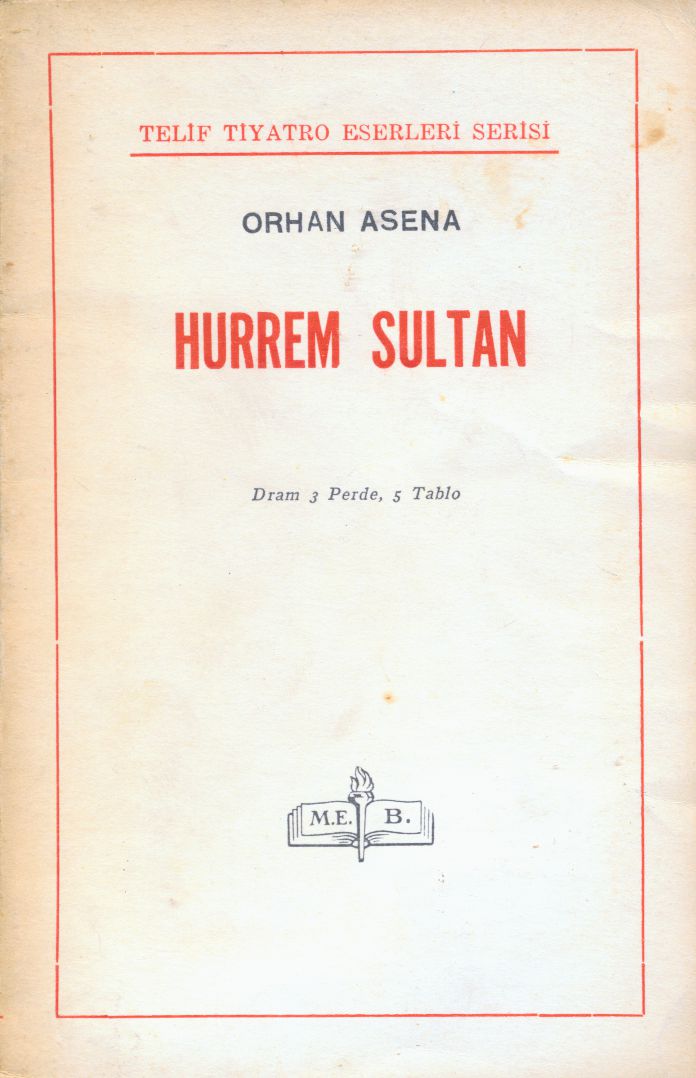 TELİF TİYATRO ESERLERİ SERİSİ
ORHAN ASENA
HURREM SULTAN
Dram 3 Perde, 5 Tablo
M.E. B.